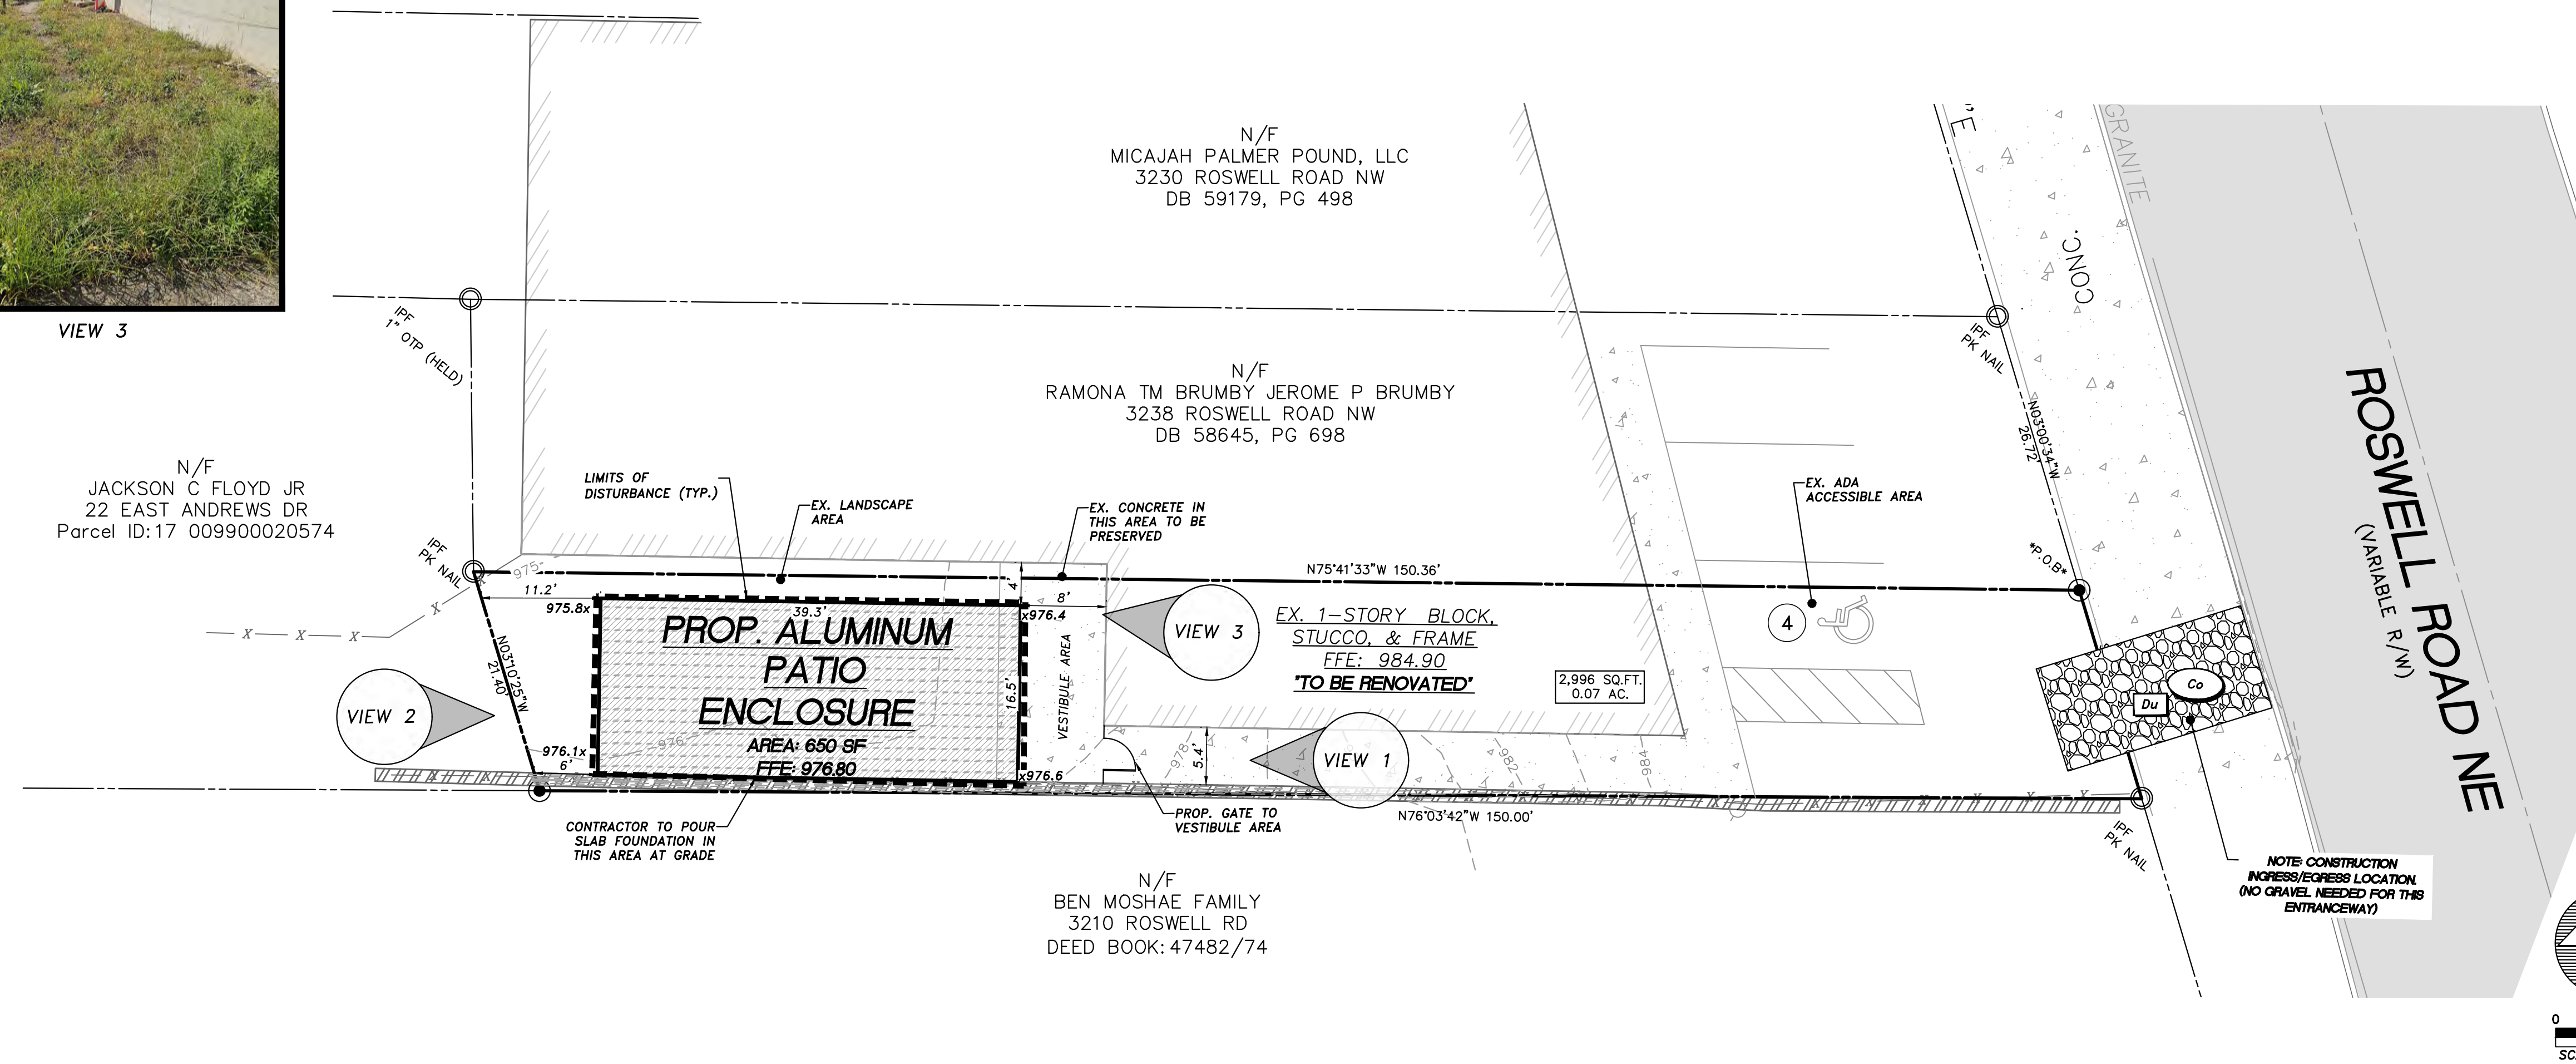 VIEW 3
N/F
MICAJAH PALMER POUND, LLC
3230 ROSWELL ROAD NW
DB 59179, PG 498
"E
GRANITE
CONC.
IPF
1" OTP (HELD)
IPF
PK NAIL
N/F
RAMONA TM BRUMBY JEROME P BRUMBY
3238 ROSWELL ROAD NW
DB 58645, PG 698
N03°00'34"W
26.72'
ROSWELL ROAD NE
(VARIABLE R/W)
N/F
JACKSON C FLOYD JR
22 EAST ANDREWS DR
Parcel ID:17 009900020574
LIMITS OF
DISTURBANCE (TYP.)
EX. LANDSCAPE
AREA
EX. CONCRETE IN
THIS AREA TO BE
PRESERVED
EX. ADA
ACCESSIBLE AREA
IPF
PK NAIL
975
11.2'
975.8x
39.3'
4'
8'
x976.4
N75°41'33"W 150.36'
*P.O.B*
PROP. ALUMINUM
PATIO
ENCLOSURE
AREA: 650 SF
FFE: 976.80
16.5'
VESTIBULE AREA
VIEW 3
EX. 1-STORY BLOCK,
STUCCO, & FRAME
FFE: 984.90
"TO BE RENOVATED"
2,996 SQ.FT.
0.07 AC.
4
Co
Du
N03°10'25"W
21.40'
VIEW 2
976
976.1x
6'
x976.6
978
5.4'
VIEW 1
982
984
X X X X
CONTRACTOR TO POUR
SLAB FOUNDATION IN
THIS AREA AT GRADE
PROP. GATE TO
VESTIBULE AREA
N76°03'42"W 150.00'
IPF
PK NAIL
NOTE: CONSTRUCTION
INGRESS/EGRESS LOCATION.
(NO GRAVEL NEEDED FOR THIS
ENTRANCEWAY)
N/F
BEN MOSHAE FAMILY
3210 ROSWELL RD
DEED BOOK: 47482/74
0
SC